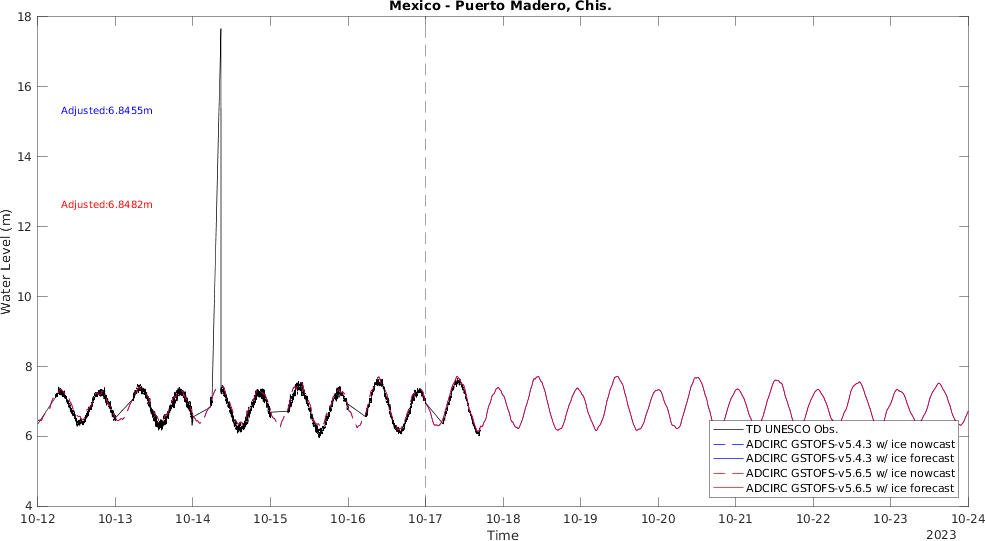 Mexico - Puerto Madero, Chis.
18
16
14
12
10
8
6
4
Water Level (m)
Adjusted:6.8455m
Adjusted:6.8482m
TD UNESCO Obs.
ADCIRC GSTOFS-v5.4.3 w/ ice nowcast
ADCIRC GSTOFS-v5.4.3 w/ ice forecast
ADCIRC GSTOFS-v5.6.5 w/ ice nowcast
ADCIRC GSTOFS-v5.6.5 w/ ice forecast
10-12 10-13 10-14 10-15 10-16 10-17 10-18 10-19 10-20 10-21 10-22 10-23 10-24
Time
2023